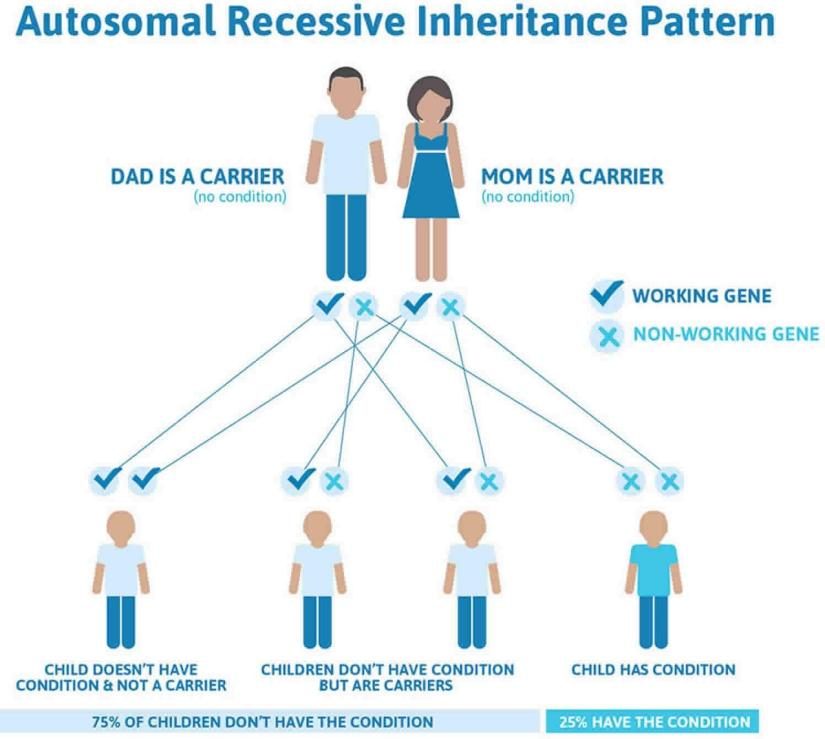 Autosomal Recessive Inheritance Pattern
DAD IS A CARRIER
(no condition)
MOM IS A CARRIER
(no condition)
WORKING GENE
NON-WORKING GENE
CHILD DOESN'T HAVE
CONDITION & NOT A CARRIER
CHILDREN DON'T HAVE CONDITION
BUT ARE CARRIERS
CHILD HAS CONDITION
75% OF CHILDREN DON'T HAVE THE CONDITION
25% HAVE THE CONDITION